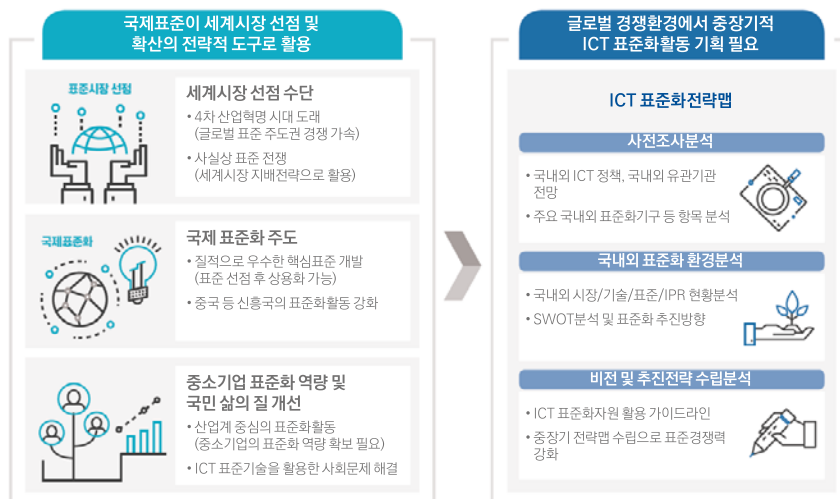 국제표준이 세계시장 선점 및
확산의 전략적 도구로 활용
표준시장 선점
세계시장 선점 수단
• 4차 산업혁명 시대 도래
(글로벌 표준 주도권 경쟁 가속)
• 사실상 표준 전쟁
(세계시장 지배전략으로 활용)
국제표준화
국제 표준화 주도
• 질적으로 우수한 핵심표준 개발
(표준 선점 후 상용화 가능)
• 중국 등 신흥국의 표준화활동 강화
중소기업 표준화 역량 및
국민 삶의 질 개선
• 산업계 중심의 표준화활동
(중소기업의 표준화 역량 확보 필요)
• ICT 표준기술을 활용한 사회문제 해결
글로벌 경쟁환경에서 중장기적
ICT 표준화활동 기획 필요
ICT 표준화전략맵
사전조사분석
• 국내외 ICT 정책, 국내외 유관기관
전망
• 주요 국내외 표준화기구 등 항목 분석
국내외 표준화 환경분석
• 국내외 시장/기술/표준/IPR 현황분석
• SWOT분석 및 표준화 추진방향
비전 및 추진전략 수립분석
• ICT 표준화자원 활용 가이드라인
• 중장기 전략맵 수립으로 표준경쟁력
강화